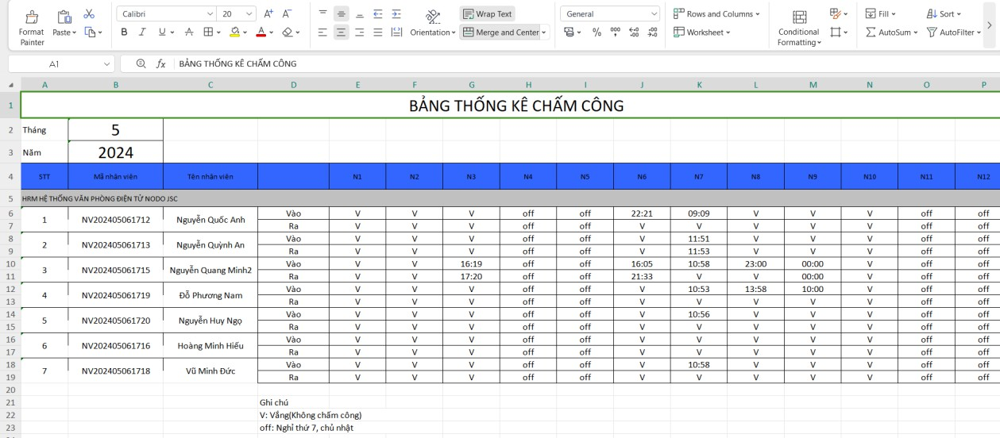 Format Painter Paste Calibri 20 A+ A- Wrap Text General Rows and Columns Fill Sort
B I U A Orientation Merge and Center % 000 Worksheet Conditional Formatting AutoSum AutoFilter
A1 fx BẢNG THỐNG KÊ CHẤM CÔNG
A B C D E F G H I J K L M N O P
1 BẢNG THỐNG KÊ CHẤM CÔNG
2 Tháng 5
3 Năm 2024
4 STT Mã nhân viên Tên nhân viên N1 N2 N3 N4 N5 N6 N7 N8 N9 N10 N11 N12
5 HRM HỆ THỐNG VĂN PHÒNG ĐIỆN TỬ NODO JSC
6 1 NV202405061712 Nguyễn Quốc Anh Vào V V V off off 22:21 09:09 V V V off off
7 Ra V V V off off V V V V V off off
8 2 NV202405061713 Nguyễn Quỳnh An Vào V V V off off V 11:51 V V V off off
9 Ra V V V off off V 11:53 V V V off off
10 3 NV202405061715 Nguyễn Quang Minh2 Vào V V 16:19 off off 16:05 10:58 23:00 00:00 V off off
11 Ra V V 17:20 off off 21:33 V V 00:00 V off off
12 4 NV202405061719 Đỗ Phương Nam Vào V V V off off V 10:53 13:58 10:00 V off off
13 Ra V V V off off V V V V V off off
14 5 NV202405061720 Nguyễn Huy Ngọ Vào V V V off off V 10:56 V V V off off
15 Ra V V V off off V V V V V off off
16 6 NV202405061716 Hoàng Minh Hiếu Vào V V V off off V V V V V off off
17 Ra V V V off off V V V V V off off
18 7 NV202405061718 Vũ Minh Đức Vào V V V off off V 10:58 V V V off off
19 Ra V V V off off V V V V V off off
20
21 Ghi chú
22 V: Vắng(Không chấm công)
23 off: Nghỉ thứ 7, chủ nhật